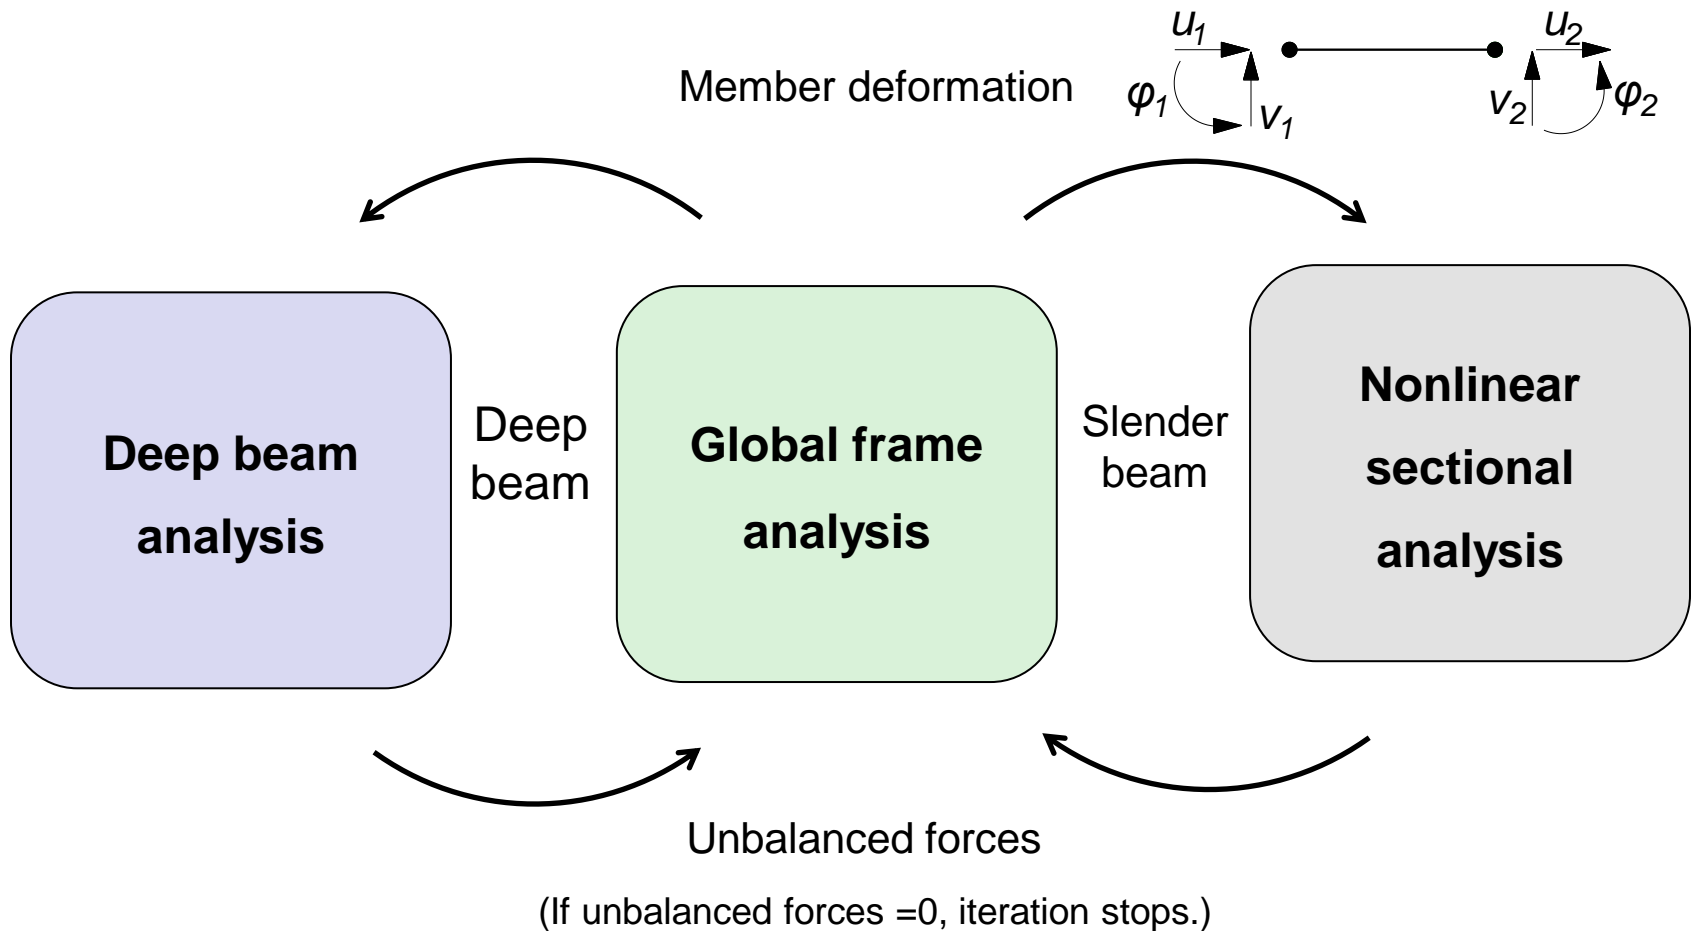 u1
u2
Member deformation
φ1
v1
v2
φ2
Deep beam
analysis
Deep
beam
Global frame
analysis
Slender
beam
Nonlinear
sectional
analysis
Unbalanced forces
(If unbalanced forces =0, iteration stops.)